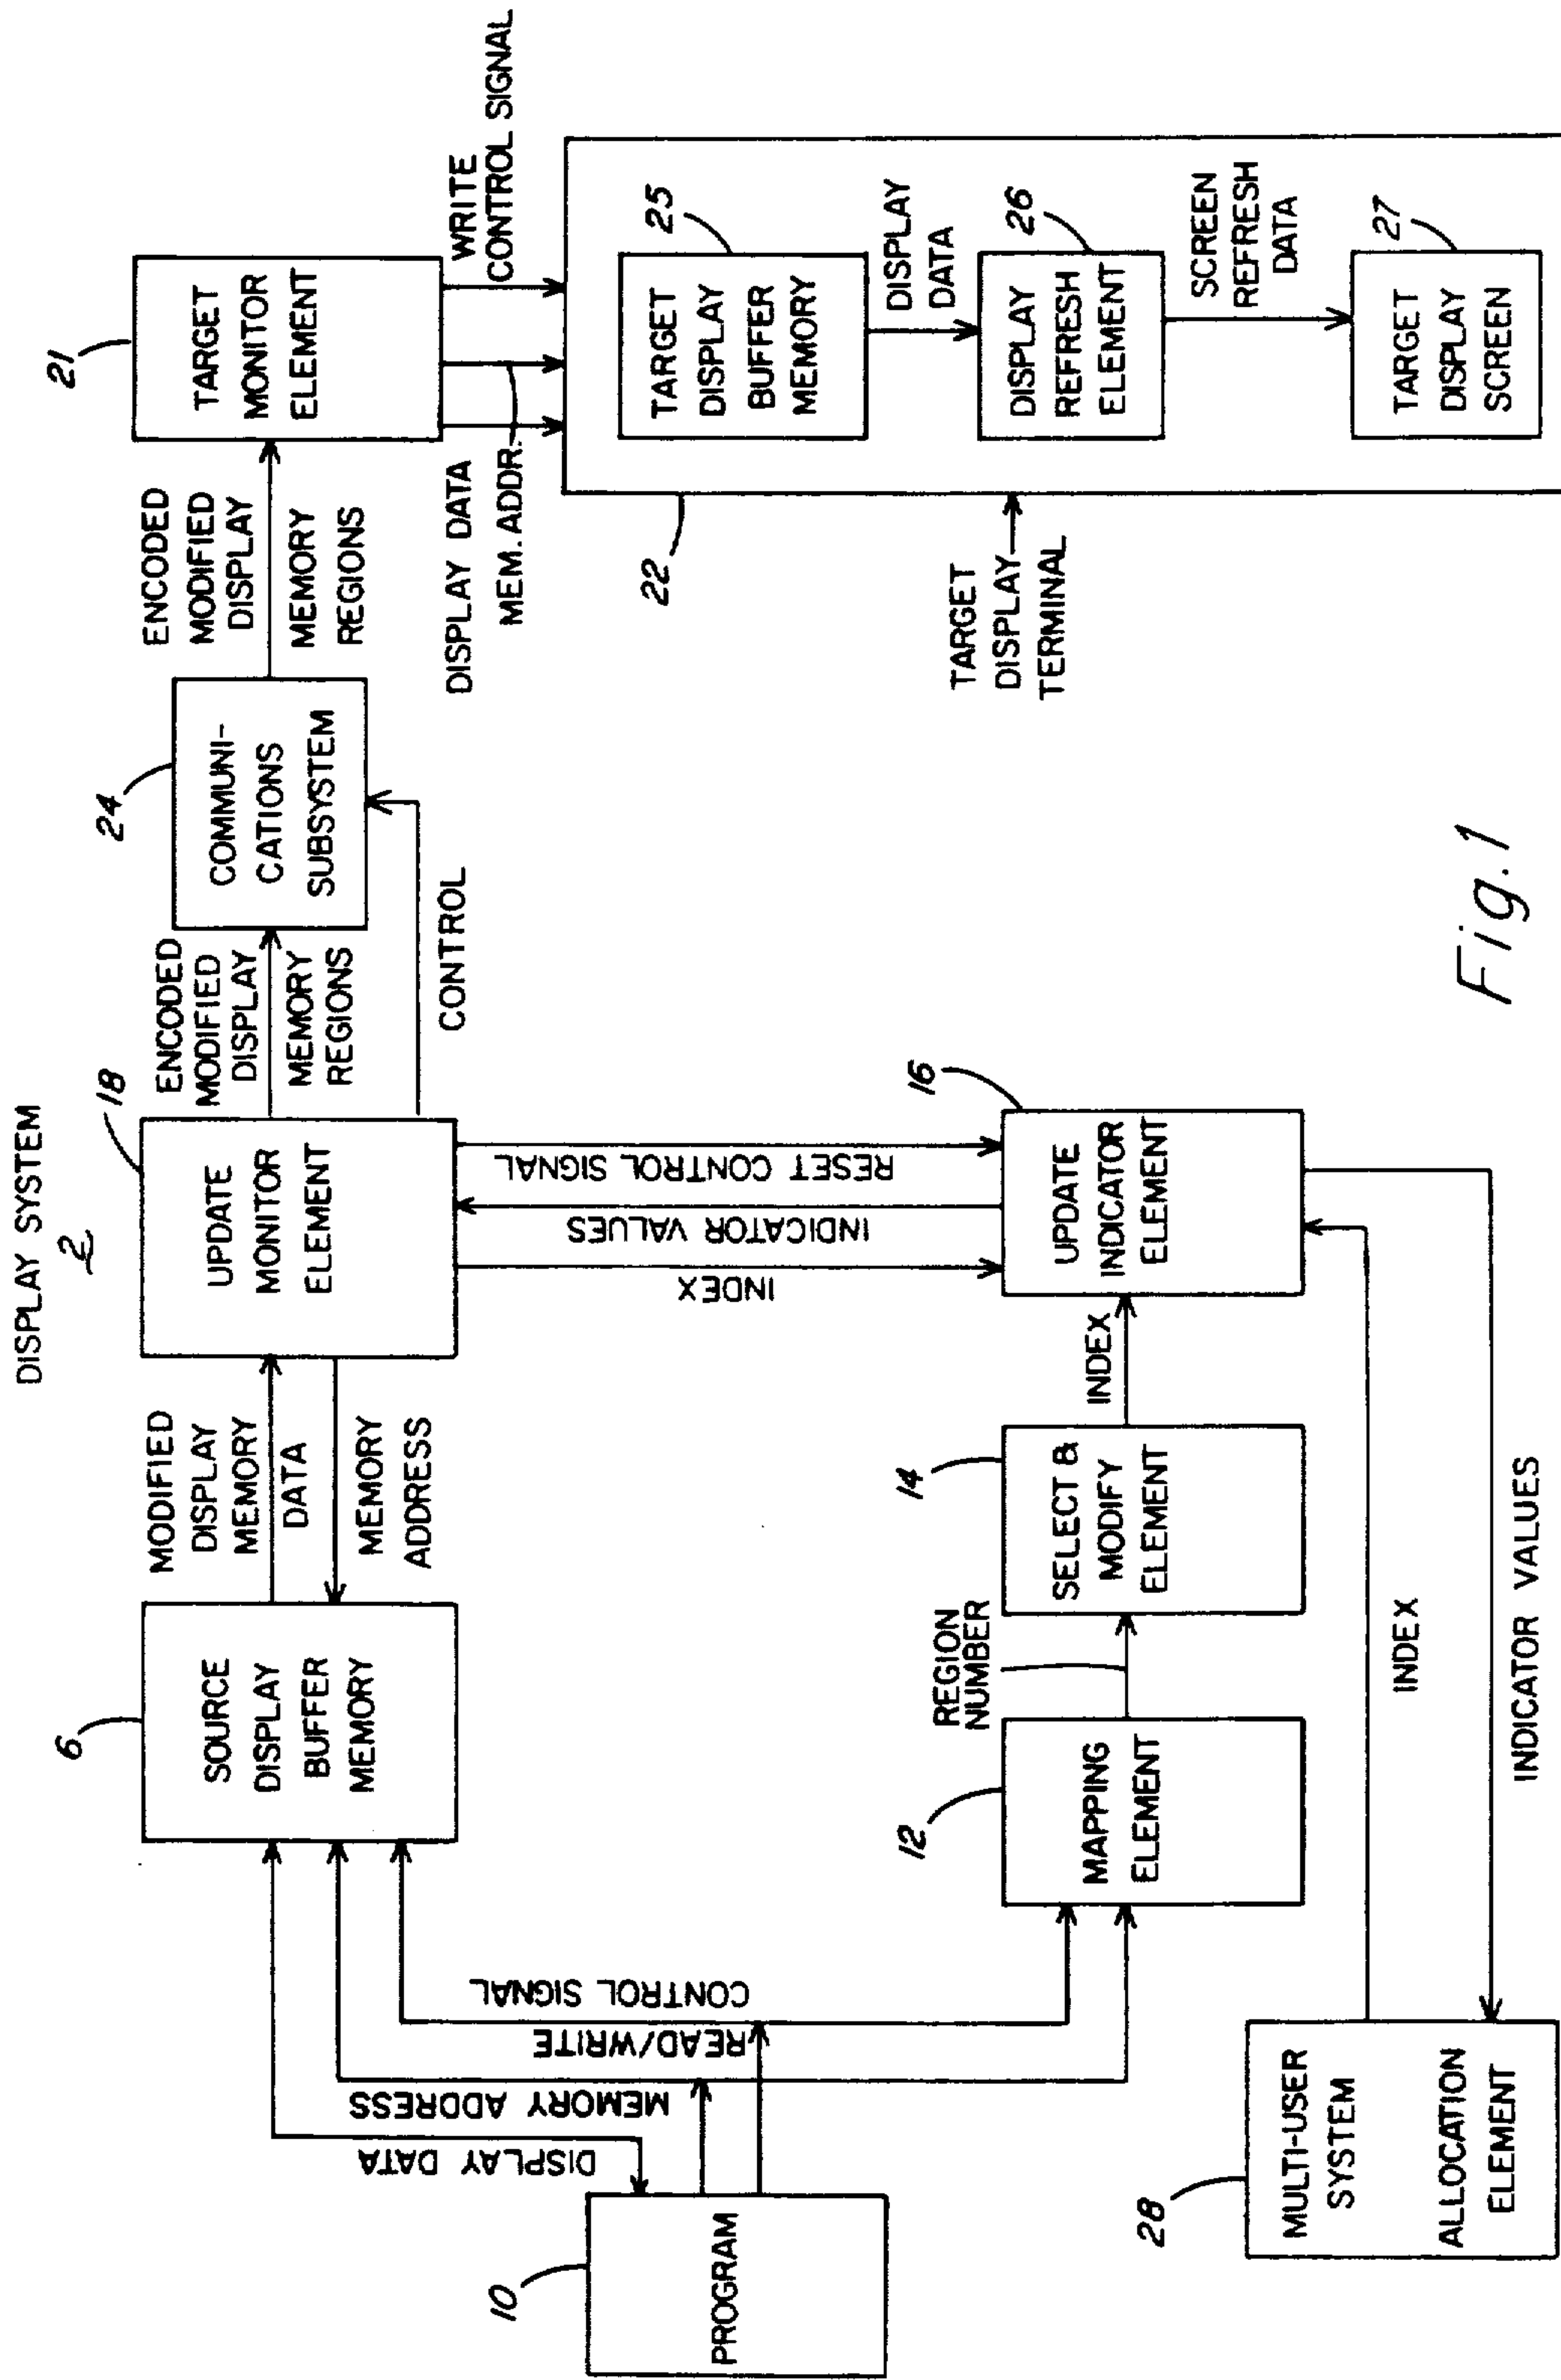 DISPLAY SYSTEM
2
10
PROGRAM
DISPLAY DATA
MEMORY ADDRESS
READ/WRITE
CONTROL SIGNAL
6
SOURCE
DISPLAY
BUFFER
MEMORY
MODIFIED
DISPLAY
MEMORY
DATA
MEMORY
ADDRESS
18
UPDATE
MONITOR
ELEMENT
ENCODED
MODIFIED
DISPLAY
MEMORY
REGIONS
CONTROL
24
COMMUNI-
CATIONS
SUBSYSTEM
ENCODED
MODIFIED
DISPLAY
MEMORY
REGIONS
21
TARGET
MONITOR
ELEMENT
DISPLAY DATA
MEM. ADDR.
WRITE
CONTROL SIGNAL
22
TARGET
DISPLAY
TERMINAL
25
TARGET
DISPLAY
BUFFER
MEMORY
DISPLAY
DATA
26
DISPLAY
REFRESH
ELEMENT
SCREEN
REFRESH
DATA
27
TARGET
DISPLAY
SCREEN
INDEX
INDICATOR VALUES
RESET CONTROL SIGNAL
12
MAPPING
ELEMENT
REGION
NUMBER
14
SELECT &
MODIFY
ELEMENT
INDEX
16
UPDATE
INDICATOR
ELEMENT
28
MULTI-USER
SYSTEM
ALLOCATION
ELEMENT
INDEX
INDICATOR VALUES
Fig. 1